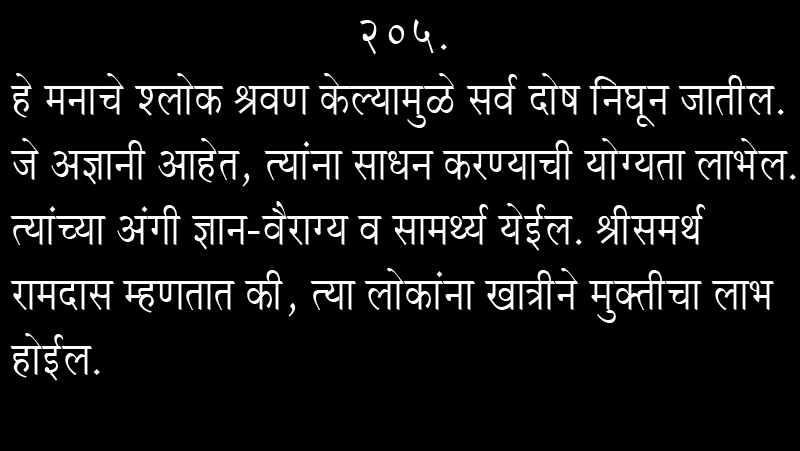 २०५.
हे मनाचे श्लोक श्रवण केल्यामुळे सर्व दोष निघून जातील.
जे अज्ञानी आहेत, त्यांना साधन करण्याची योग्यता लाभेल.
त्यांच्या अंगी ज्ञान-वैराग्य व सामर्थ्य येईल. श्रीसमर्थ
रामदास म्हणतात की, त्या लोकांना खात्रीने मुक्तीचा लाभ
होईल.